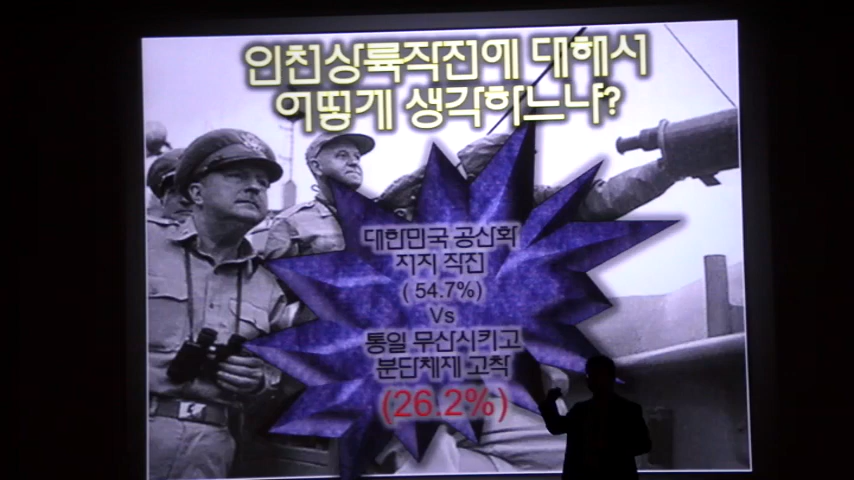 인천상륙작전에 대해서
어떻게 생각하느냐?
대한민국 공산화
저지 작전
( 54.7%)
Vs
통일 무산시키고
분단체제 고착
(26.2%)